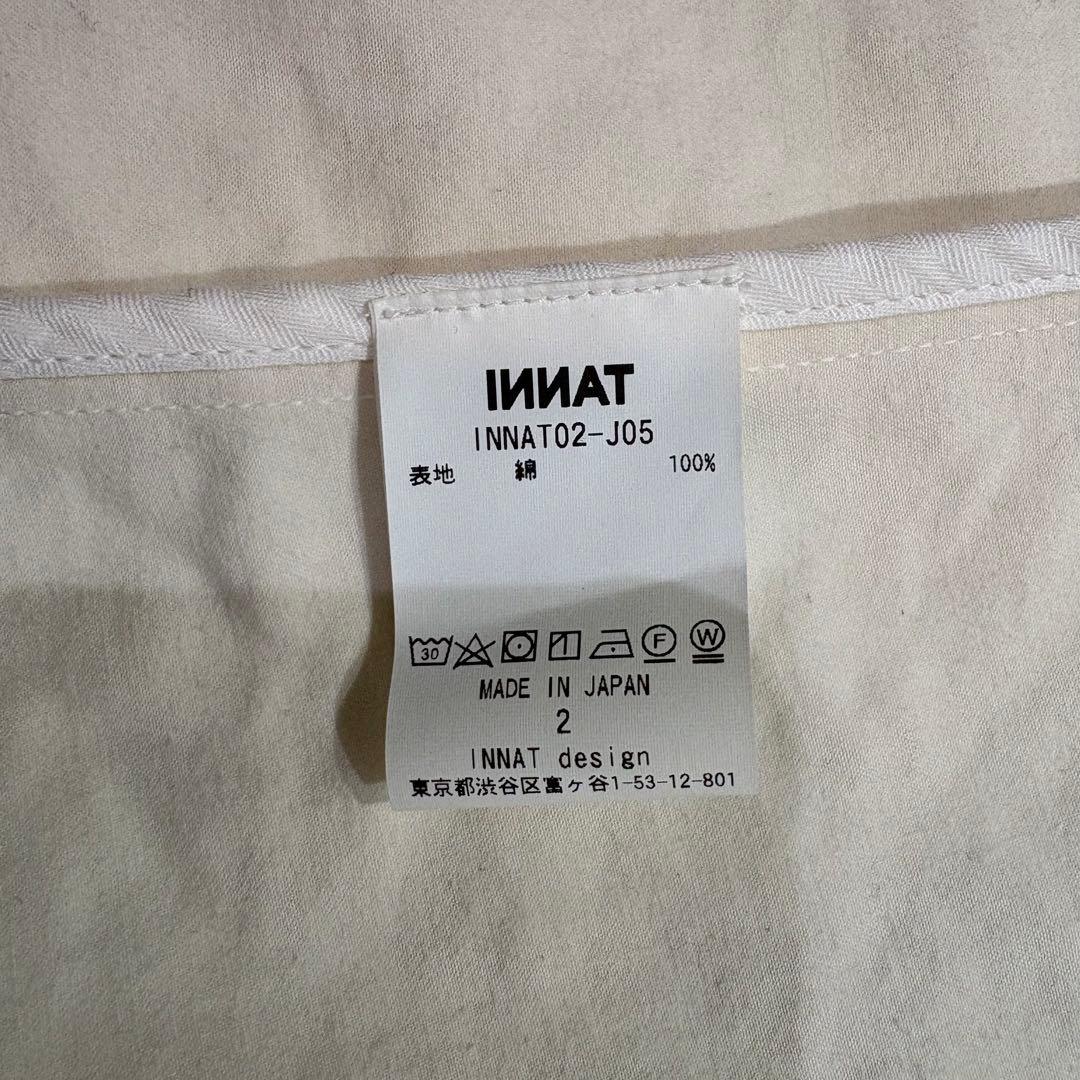 INNAT
INNAT02-J05
表地 綿 100%
30 F W
MADE IN JAPAN
2
INNAT design
東京都渋谷区富ヶ谷1-53-12-801